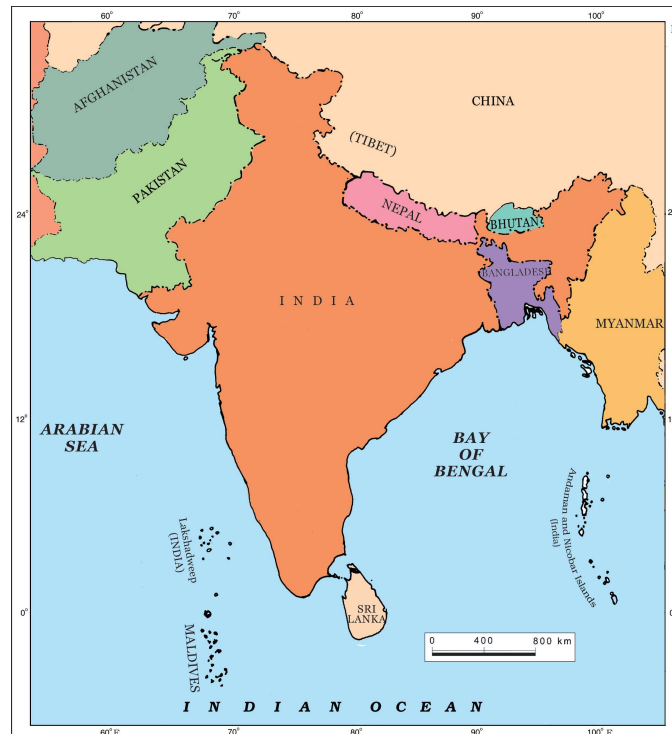 60°
70°
80°
90°
100°
AFGHANISTAN
CHINA
(TIBET)
PAKISTAN
24°
2
NEPAL
BHUTAN
BANGLADESH
INDIA
MYANMAR
12°
1
ARABIAN
SEA
BAY
OF
BENGAL
Andaman and Nicobar Islands
(India)
Lakshadweep
(INDIA)
0°
SRI
LANKA
MALDIVES
0 400 800 km
INDIAN OCEAN
60°E
70°
80°
90°
100°